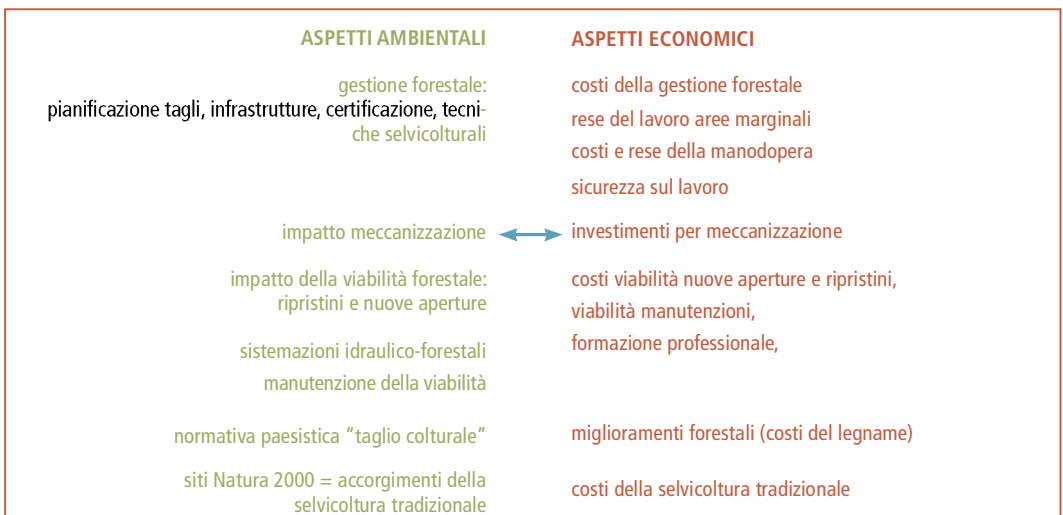 ASPETTI AMBIENTALI
gestione forestale:
pianificazione tagli, infrastrutture, certificazione, tecni-
che selvicolturali
impatto meccanizzazione
impatto della viabilità forestale:
ripristini e nuove aperture
sistemazioni idraulico-forestali
manutenzione della viabilità
normativa paesistica “taglio colturale”
siti Natura 2000 = accorgimenti della
selvicoltura tradizionale
ASPETTI ECONOMICI
costi della gestione forestale
rese del lavoro aree marginali
costi e rese della manodopera
sicurezza sul lavoro
investimenti per meccanizzazione
costi viabilità nuove aperture e ripristini,
viabilità manutenzioni,
formazione professionale,
miglioramenti forestali (costi del legname)
costi della selvicoltura tradizionale